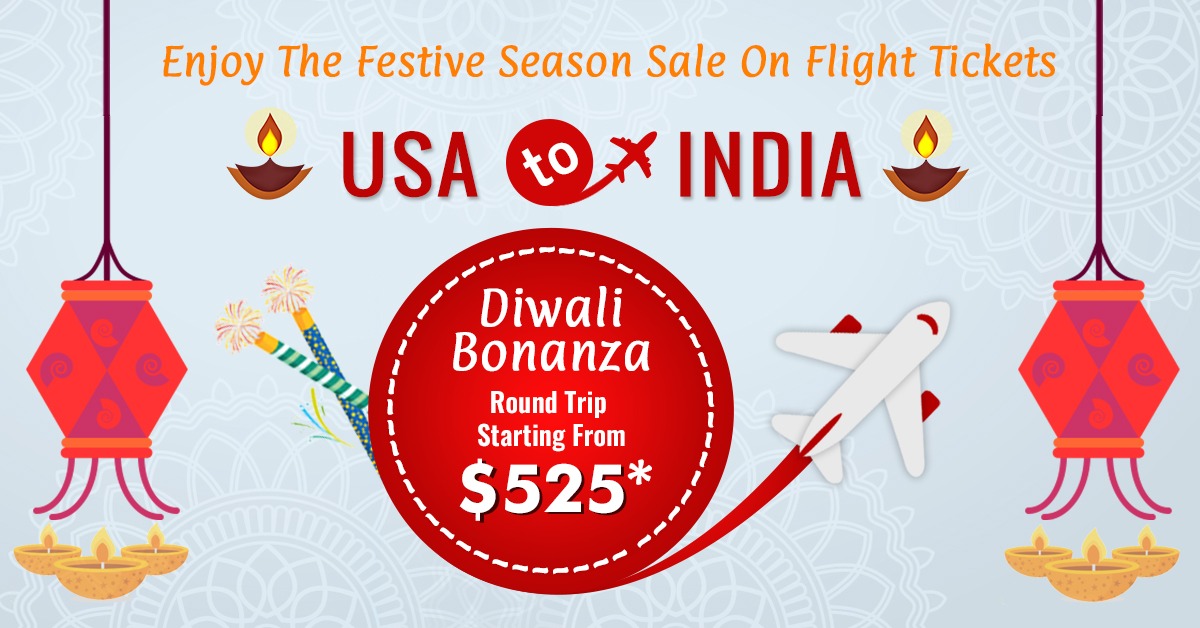 Enjoy The Festive Season Sale On Flight Tickets
USA to INDIA
Diwali
Bonanza
Round Trip
Starting From
$525*